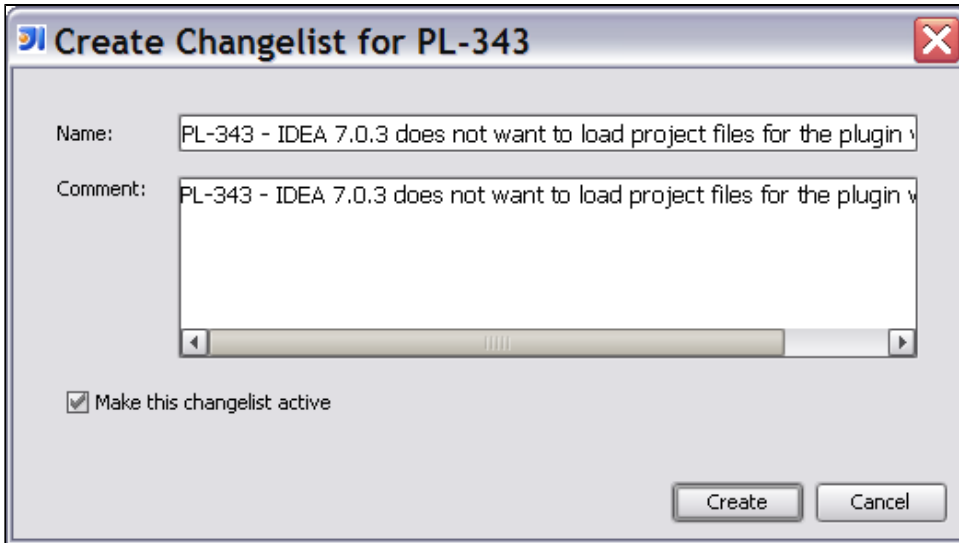 Create Changelist for PL-343
Name:
PL-343 - IDEA 7.0.3 does not want to load project files for the plugin
Comment:
PL-343 - IDEA 7.0.3 does not want to load project files for the plugin
Make this changelist active
Create
Cancel